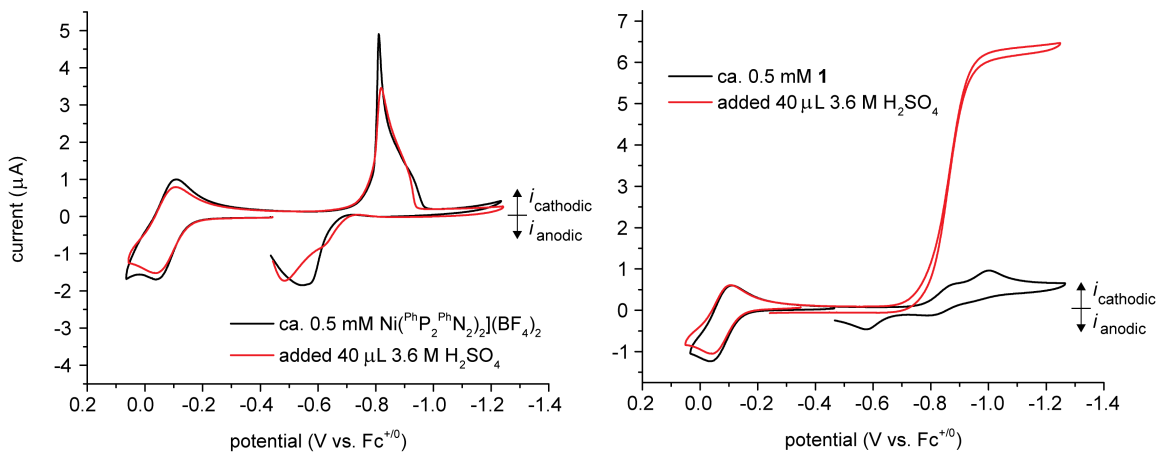 5
4
3
2
1
0
-1
-2
-3
-4
current (μA)
i cathodic
i anodic
ca. 0.5 mM Ni(PhP2PhN2)2](BF4)2
added 40 μL 3.6 M H2SO4
0.2 0.0 -0.2 -0.4 -0.6 -0.8 -1.0 -1.2 -1.4
potential (V vs. Fc+/0)
7
6
5
4
3
2
1
0
-1
ca. 0.5 mM 1
added 40 μL 3.6 M H2SO4
i cathodic
i anodic
0.2 0.0 -0.2 -0.4 -0.6 -0.8 -1.0 -1.2 -1.4
potential (V vs. Fc+/0)